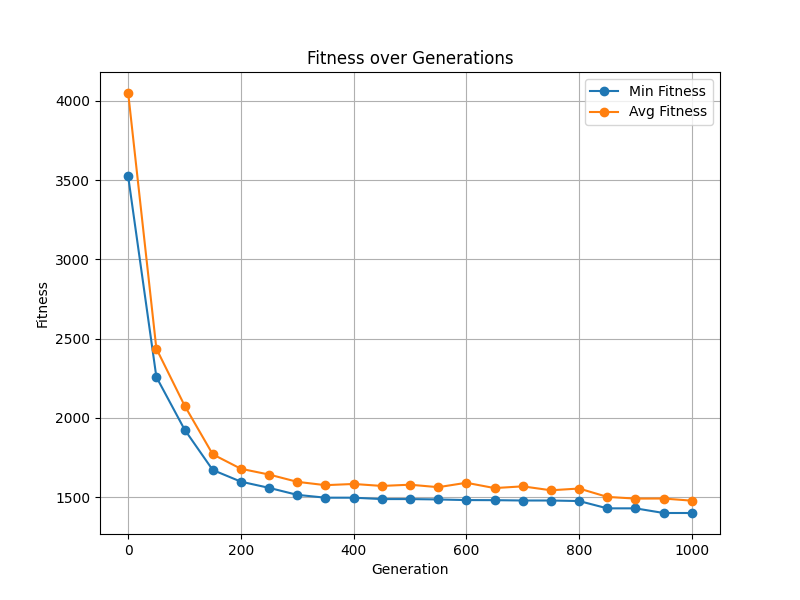 Fitness over Generations
Min Fitness
Avg Fitness
4000
3500
3000
2500
2000
1500
Fitness
0 200 400 600 800 1000
Generation